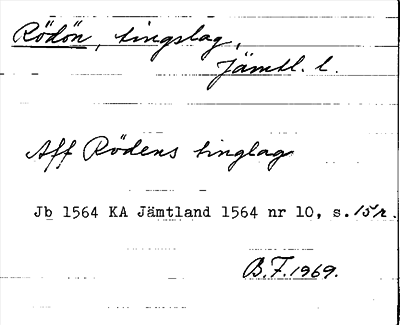 Rödön, tingslag,
Jämtl. l.
Aff Rödens tinglag
Jb 1564 KA Jämtland 1564 nr 10, s. 15r.
B.F. 1969.